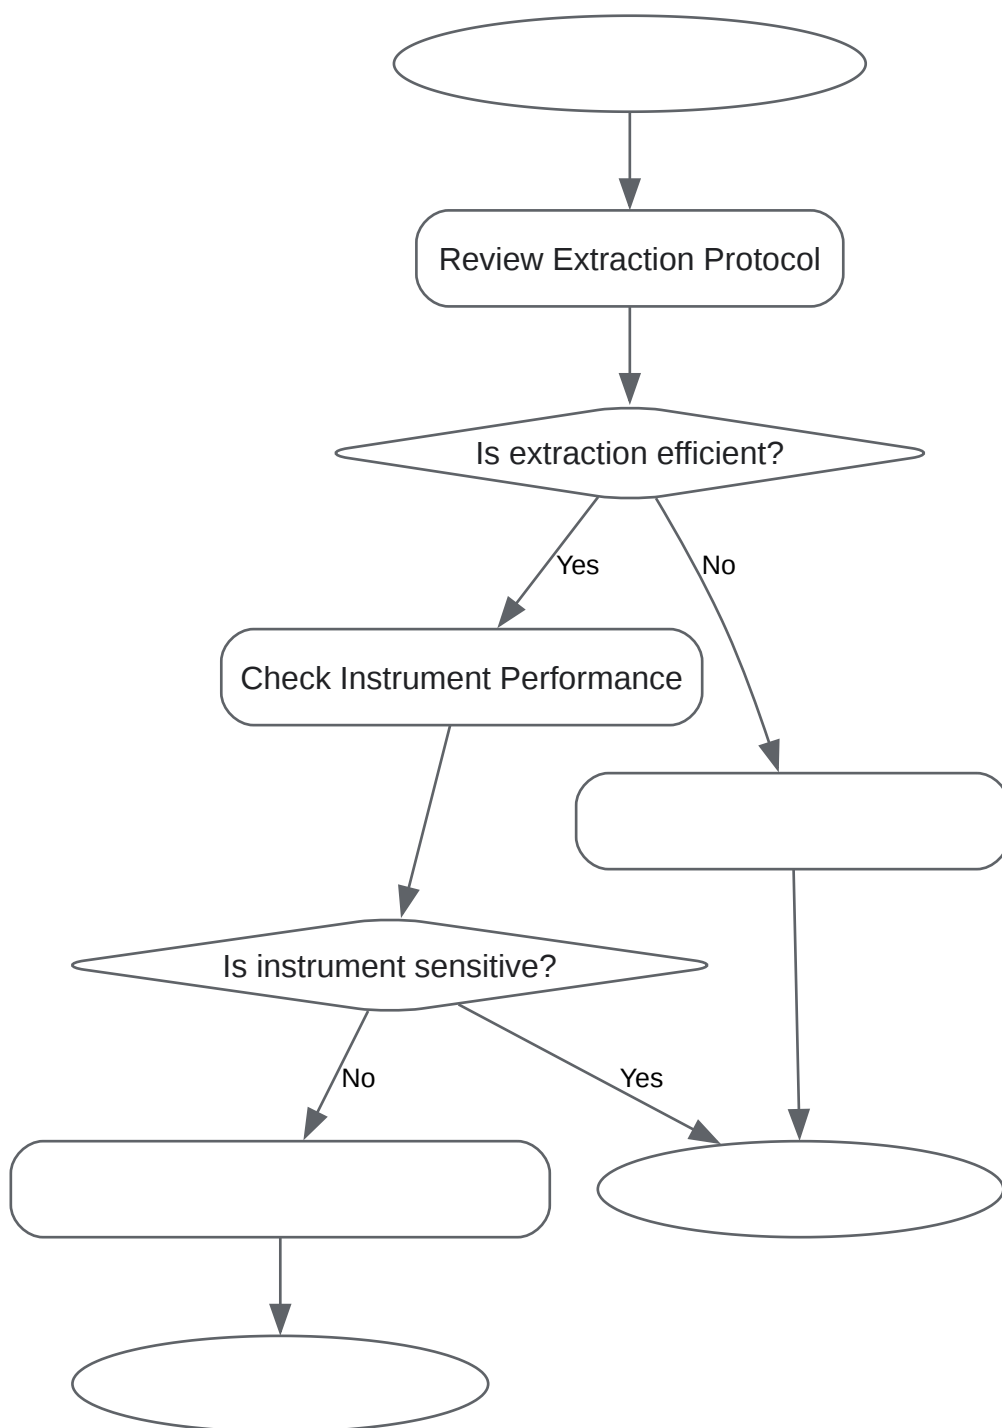 Review Extraction Protocol
Is extraction efficient?
Yes
No
Check Instrument Performance
Is instrument sensitive?
No
Yes